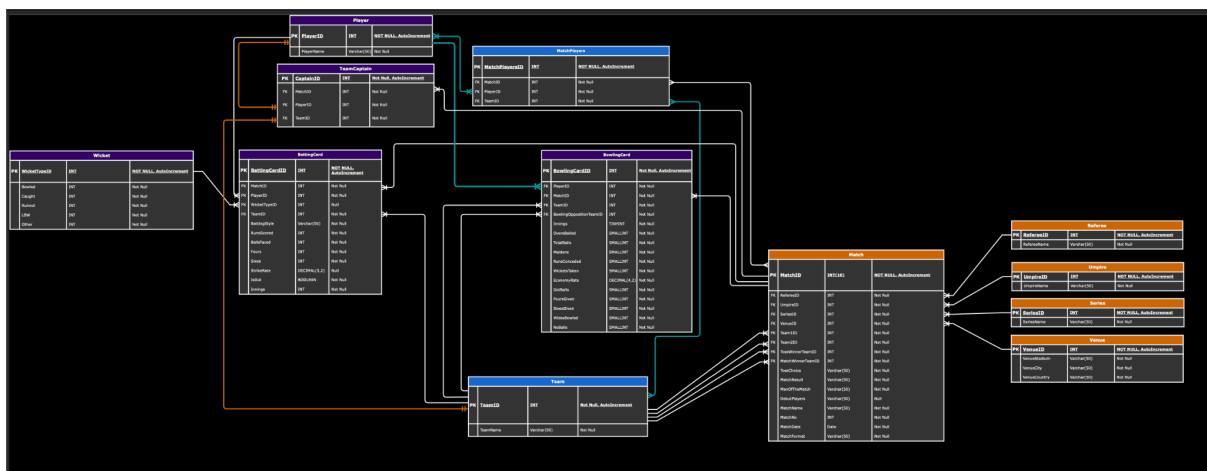 Player
PK PlayerID INT NOT NULL, AutoIncrement
PlayerName Varchar(50) Not Null
MatchPlayers
PK MatchPlayersID INT Not Null, AutoIncrement
FK MatchID INT Not Null
FK PlayerID INT Not Null
FK TeamID INT Not Null
TeamCaptain
PK CaptainID INT Not Null, AutoIncrement
FK MatchID INT Not Null
FK PlayerID INT Not Null
FK TeamID INT Not Null
Wicket
PK WicketTypeID INT NOT NULL, AutoIncrement
Bowled INT Not Null
Caught INT Not Null
Runout INT Not Null
LBW INT Not Null
Other INT Not Null
BattingCard
PK BattingCardID INT NOT NULL, AutoIncrement
FK MatchID INT Not Null
FK PlayerID INT Not Null
FK WicketTypeID INT Not Null
FK TeamID INT Not Null
BattingStyle Varchar(50) Not Null
RunsScored INT Not Null
BallsFaced INT Not Null
Fours INT Not Null
Sixes INT Not Null
StrikeRate DECIMAL(5,2) Null
IsOut BOOLEAN Not Null
Innings INT Not Null
BowlingCard
PK BowlingCardID INT Not Null, AutoIncrement
FK PlayerID INT Not Null
FK MatchID INT Not Null
FK TeamID INT Not Null
FK BowlingOppositionTeamID INT Not Null
Innings TINYINT Not Null
OversBalled SMALLINT Not Null
TotalBalls SMALLINT Not Null
Maidens SMALLINT Not Null
RunsConceded SMALLINT Not Null
WicketsTaken SMALLINT Not Null
EconomyRate DECIMAL(4,2) Not Null
DotBalls SMALLINT Not Null
FoursGiven SMALLINT Not Null
SixesGiven SMALLINT Not Null
WidesBowled SMALLINT Not Null
NoBalls SMALLINT Not Null
Match
PK MatchID INT(10) NOT NULL, AutoIncrement
FK RefereeID INT Not Null
FK UmpireID INT Not Null
FK SeriesID INT Not Null
FK VenueID INT Not Null
FK Team1ID INT Not Null
FK Team2ID INT Not Null
FK TossWinnerTeamID INT Not Null
FK MatchWinnerTeamID INT Not Null
TossChoice Varchar(50) Not Null
MatchResult Varchar(50) Not Null
ManOfTheMatch Varchar(50) Not Null
DebutPlayers Varchar(50) Null
MatchName Varchar(50) Not Null
MatchNo INT Not Null
MatchDate Date Not Null
MatchFormat Varchar(50) Not Null
Referee
PK RefereeID INT NOT NULL, AutoIncrement
RefereeName Varchar(50) Not Null
Umpire
PK UmpireID INT NOT NULL, AutoIncrement
UmpireName Varchar(50) Not Null
Series
PK SeriesID INT NOT NULL, AutoIncrement
SeriesName Varchar(50) Not Null
Venue
PK VenueID INT NOT NULL, AutoIncrement
VenueStadium Varchar(50) Not Null
VenueCity Varchar(50) Not Null
VenueCountry Varchar(50) Not Null
Team
PK TeamID INT Not Null, AutoIncrement
TeamName Varchar(50) Not Null